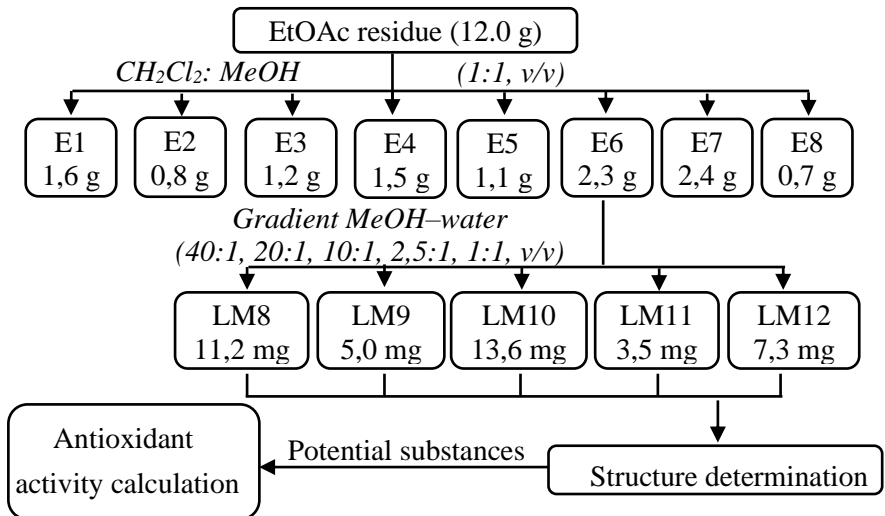 EtOAc residue (12.0 g)
CH₂Cl₂: MeOH (1:1, v/v)
E1 E2 E3 E4 E5 E6 E7 E8
1,6 g 0,8 g 1,2 g 1,5 g 1,1 g 2,3 g 2,4 g 0,7 g
Gradient MeOH–water
(40:1, 20:1, 10:1, 2,5:1, 1:1, v/v)
LM8 LM9 LM10 LM11 LM12
11,2 mg 5,0 mg 13,6 mg 3,5 mg 7,3 mg
Antioxidant
activity calculation
Potential substances
Structure determination